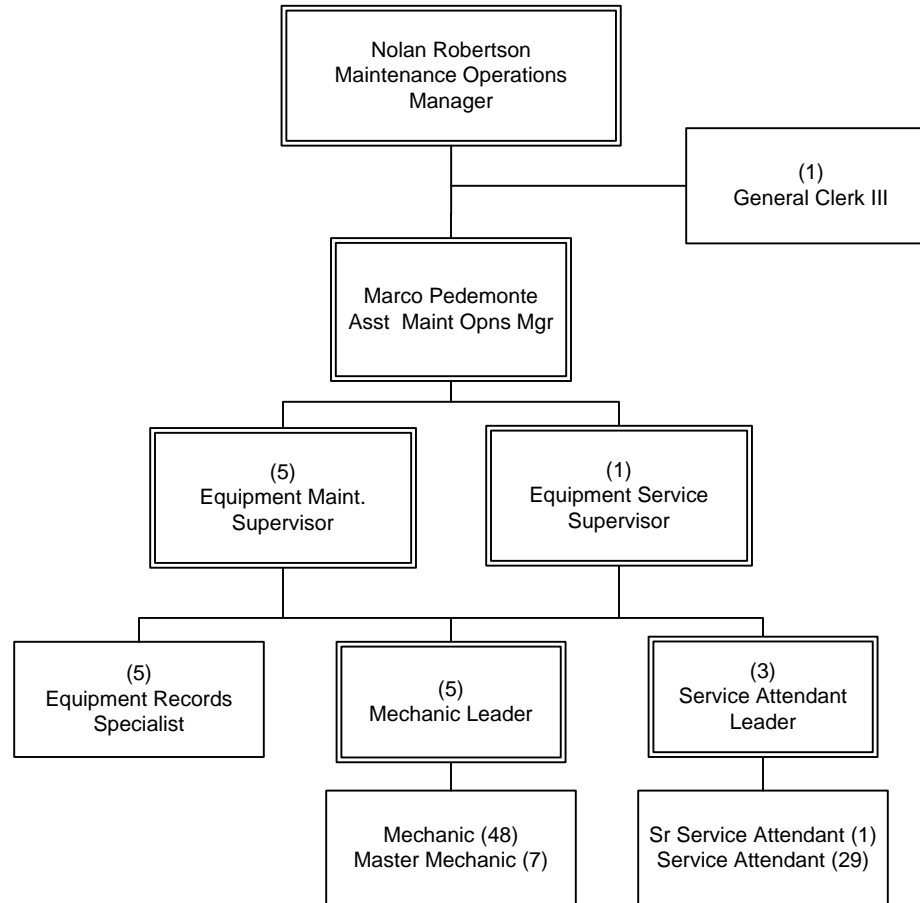 Nolan Robertson
Maintenance Operations
Manager
(1)
General Clerk III
Marco Pedemonte
Asst  Maint Opns Mgr
(5)
Equipment Maint.
Supervisor
(1)
Equipment Service
Supervisor
(5)
Equipment Records
Specialist
(5)
Mechanic Leader
(3)
Service Attendant
Leader
Mechanic (48)
Master Mechanic (7)
Sr Service Attendant (1)
Service Attendant (29)